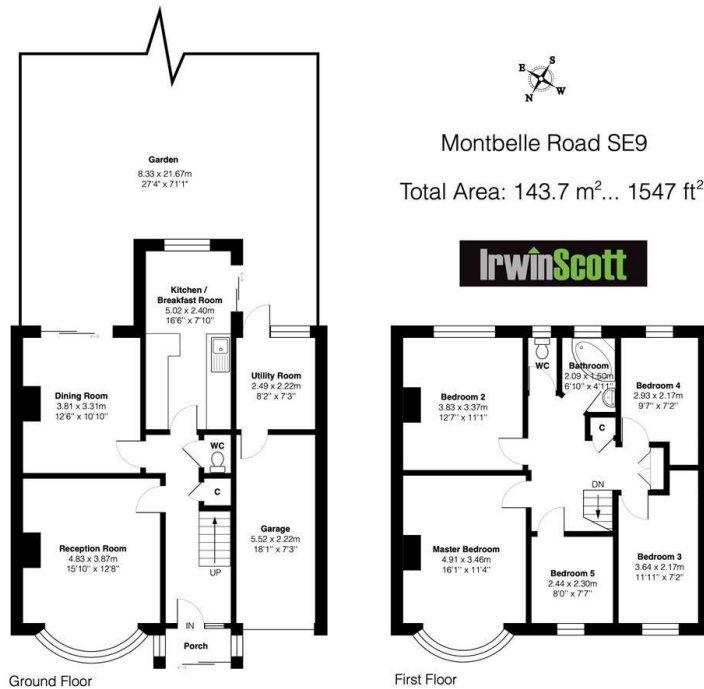 E S
N W
Montbelle Road SE9
Total Area: 143.7 m²... 1547 ft²
IrwinScott
Garden
8.33 x 21.67m
27'4" x 71'1"
Kitchen /
Breakfast Room
5.02 x 2.40m
16'6'' x 7'10''
Utility Room
2.49 x 2.22m
8'2'' x 7'3''
Dining Room
3.81 x 3.31m
12'6'' x 10'10''
WC
C
Garage
5.52 x 2.22m
18'1'' x 7'3''
Reception Room
4.83 x 3.87m
15'10'' x 12'8''
UP
IN
Porch
Ground Floor
WC
Bathroom
2.09 x 1.50m
6'10'' x 4'11''
Bedroom 2
3.83 x 3.37m
12'7'' x 11'1''
Bedroom 4
2.93 x 2.17m
9'7'' x 7'2''
C
DN
Master Bedroom
4.91 x 3.46m
16'1'' x 11'4''
Bedroom 3
3.64 x 2.17m
11'11'' x 7'2''
Bedroom 5
2.44 x 2.30m
8'0'' x 7'7''
First Floor